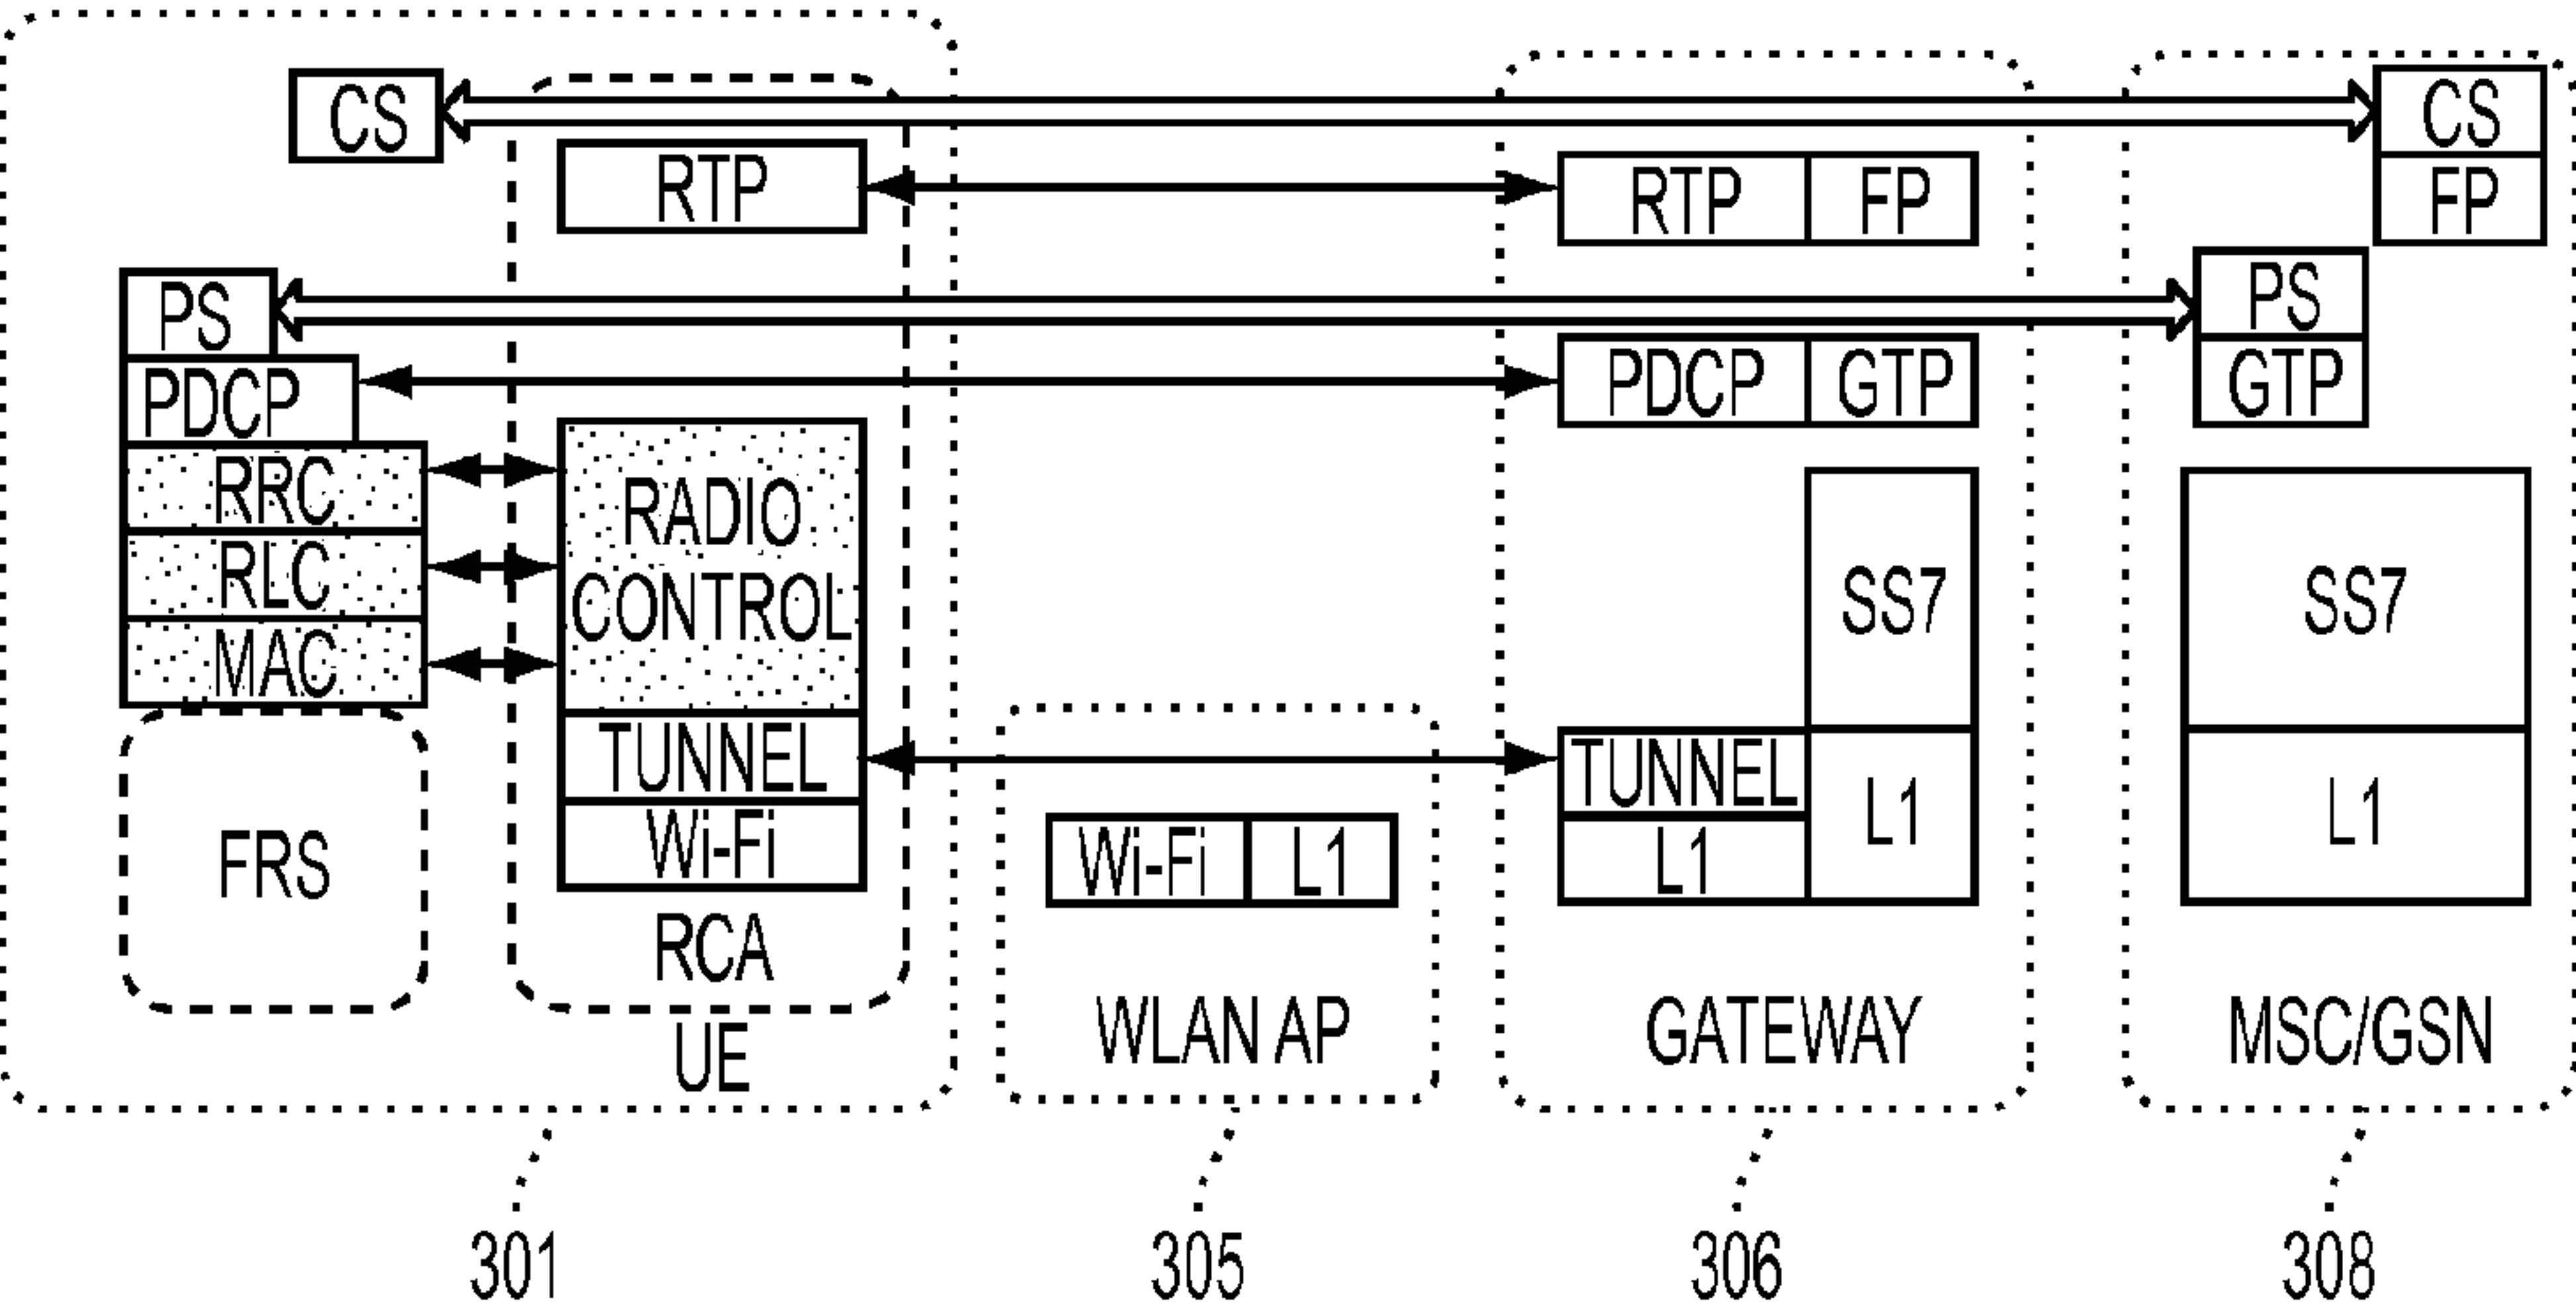 CS
RTP
PS
PDCP
RRC
RLC
MAC
FRS
RADIO
CONTROL
TUNNEL
Wi-Fi
RCA
UE
Wi-Fi L1
WLAN AP
RTP FP
PDCP GTP
SS7
TUNNEL
L1
L1
GATEWAY
CS
FP
PS
GTP
SS7
L1
MSC/GSN
301
305
306
308